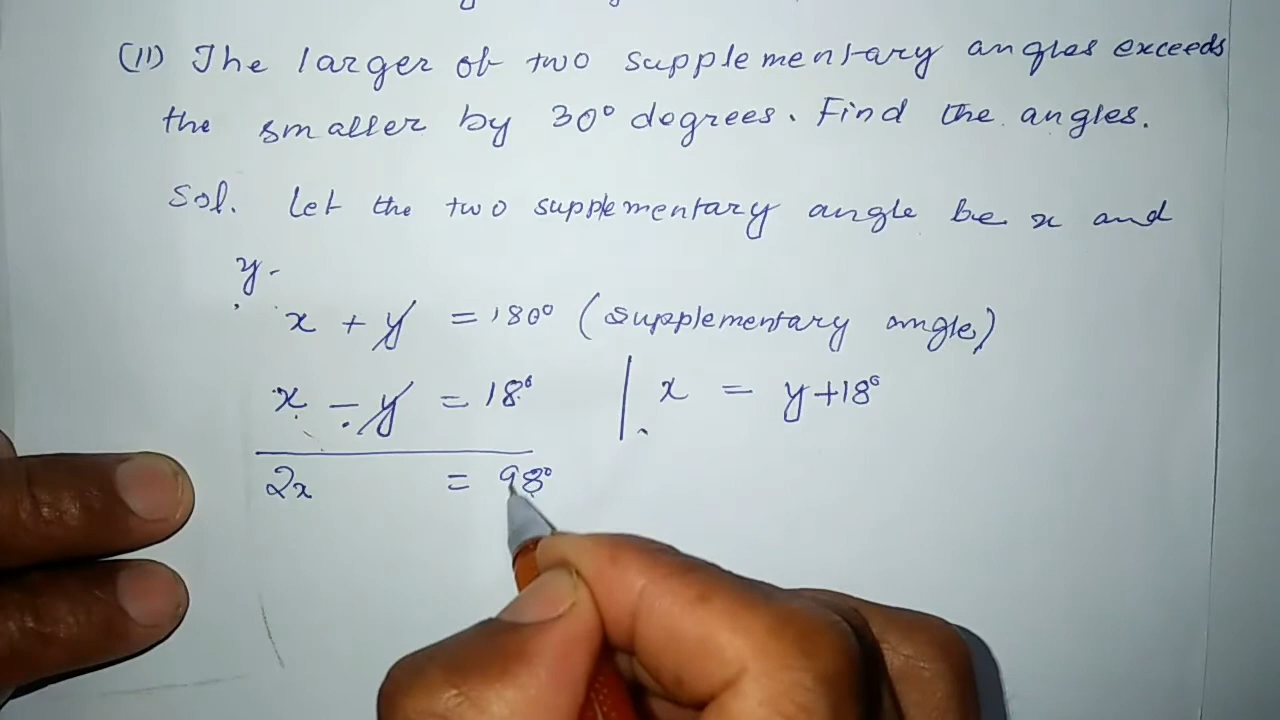 (11) The larger of two supplementary angles exceeds
the smaller by 30° degrees. Find the angles.
Sol. Let the two supplementary angle be x and
y.
x + y = 180° (supplementary angle)
x - y = 18° | x = y+18°
2x = 98°